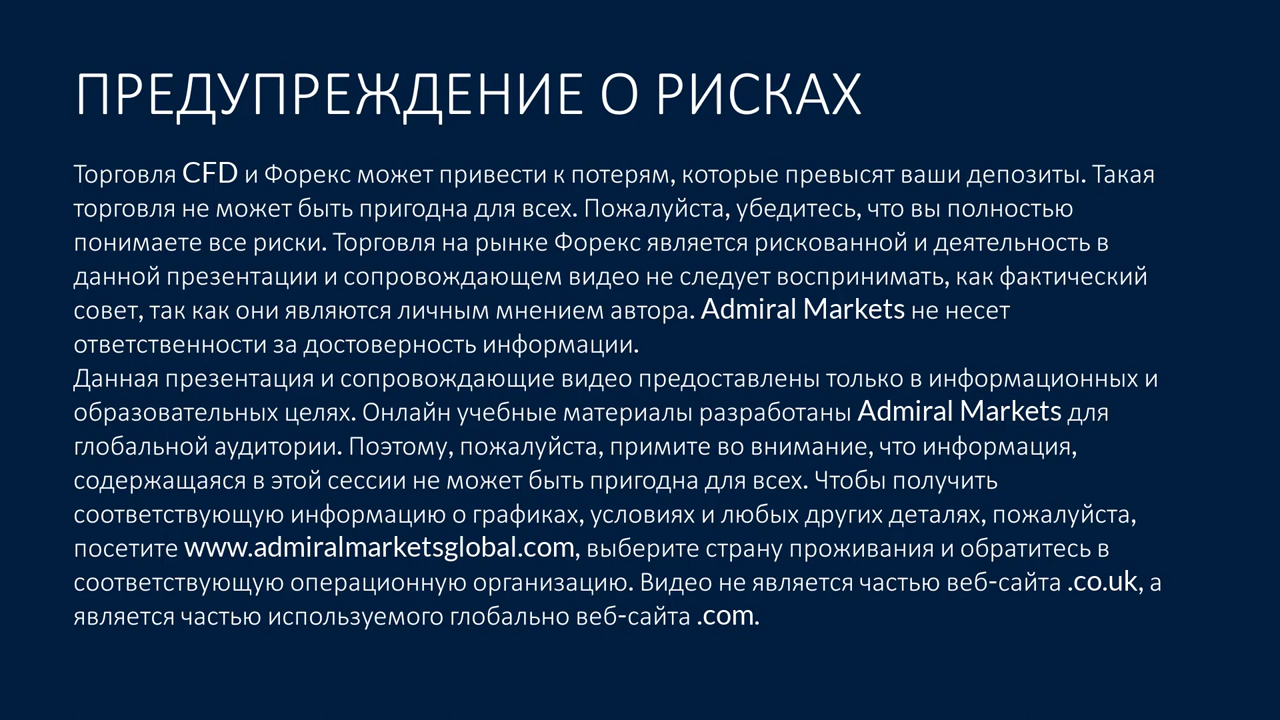 ПРЕДУПРЕЖДЕНИЕ О РИСКАХ
Торговля CFD и Форекс может привести к потерям, которые превысят ваши депозиты. Такая
торговля не может быть пригодна для всех. Пожалуйста, убедитесь, что вы полностью
понимаете все риски. Торговля на рынке Форекс является рискованной и деятельность в
данной презентации и сопровождающем видео не следует воспринимать, как фактический
совет, так как они являются личным мнением автора. Admiral Markets не несет
ответственности за достоверность информации.
Данная презентация и сопровождающие видео предоставлены только в информационных и
образовательных целях. Онлайн учебные материалы разработаны Admiral Markets для
глобальной аудитории. Поэтому, пожалуйста, примите во внимание, что информация,
содержащаяся в этой сессии не может быть пригодна для всех. Чтобы получить
соответствующую информацию о графиках, условиях и любых других деталях, пожалуйста,
посетите www.admiralmarketsglobal.com, выберите страну проживания и обратитесь в
соответствующую операционную организацию. Видео не является частью веб-сайта .co.uk, а
является частью используемого глобально веб-сайта .com.